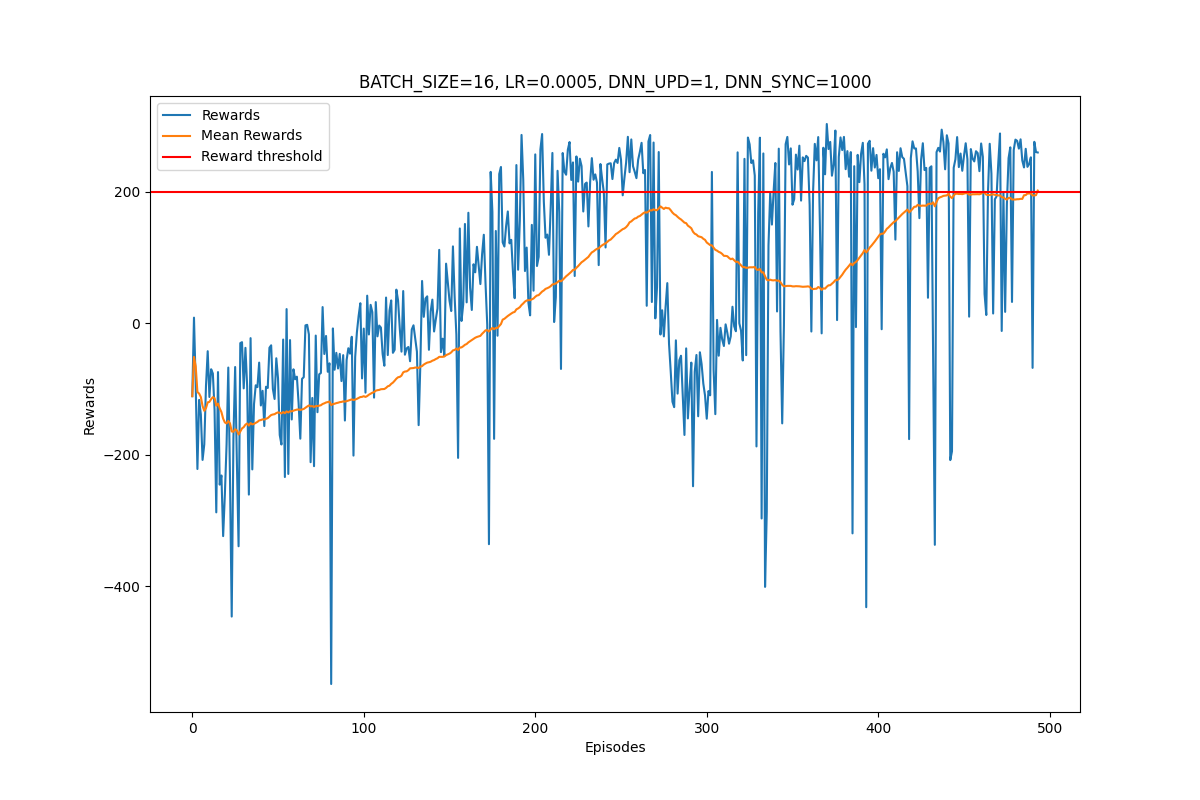 BATCH_SIZE=16, LR=0.0005, DNN_UPD=1, DNN_SYNC=1000
Rewards
Mean Rewards
Reward threshold
200
0
−200
−400
Rewards
0
100
200
300
400
500
Episodes